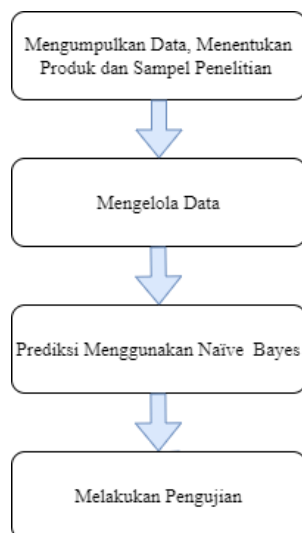 Mengumpulkan Data, Menentukan
Produk dan Sampel Penelitian
Mengelola Data
Prediksi Menggunakan Naïve Bayes
Melakukan Pengujian